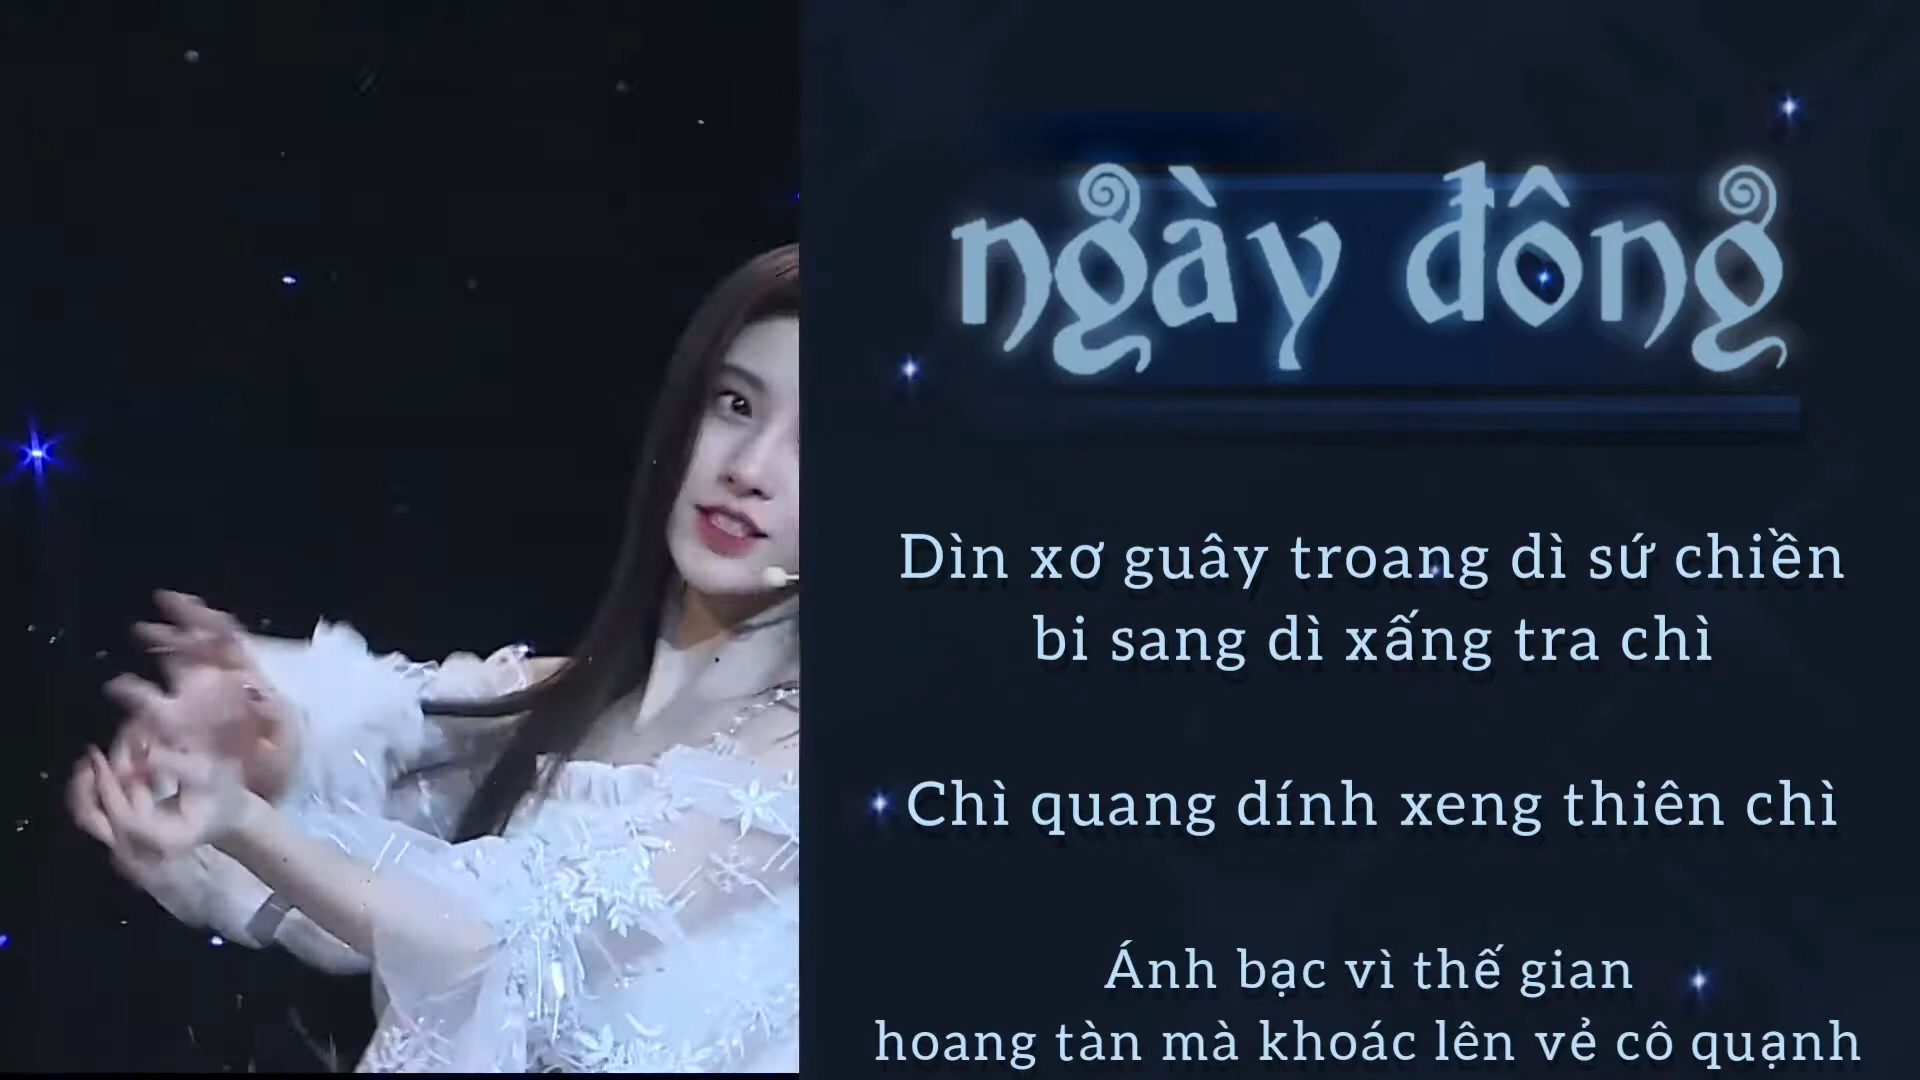 ngày đông
Dìn xơ guây troang dì sứ chiền
bi sang dì xấng tra chì
Chì quang dính xeng thiên chì
Ánh bạc vì thế gian
hoang tàn mà khoác lên vẻ cô quạnh